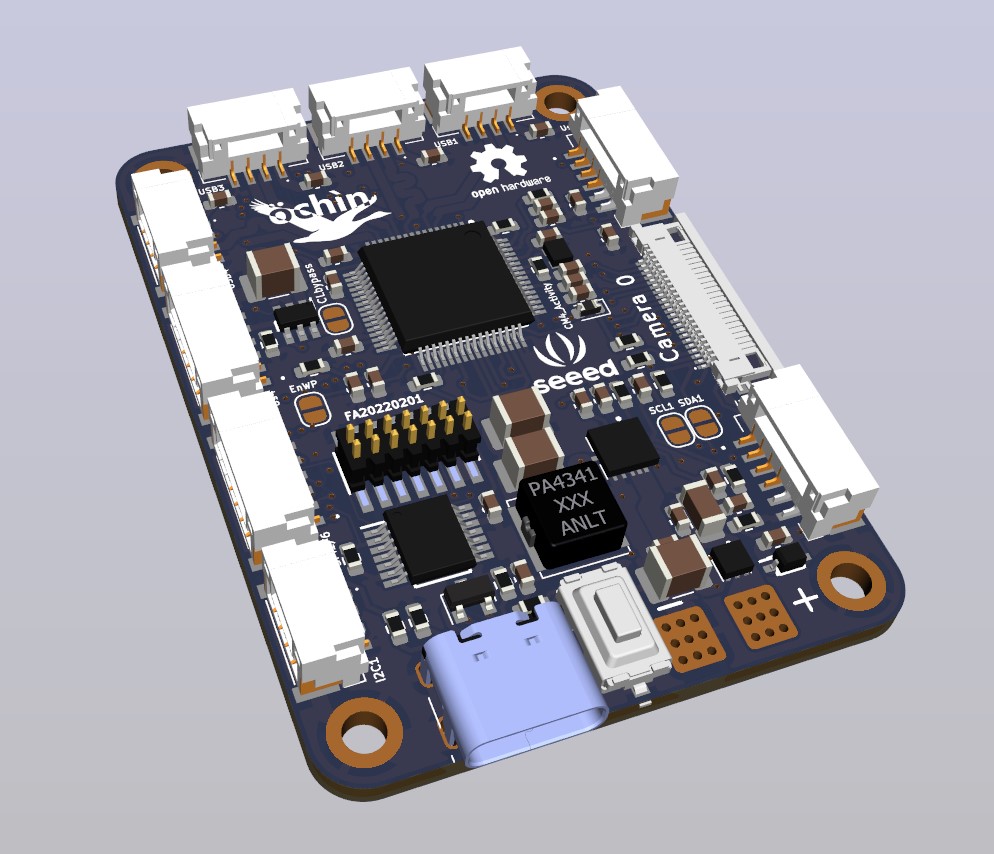 USB3
USB2
USB1
öchìn
open hardware
CLbypass
CM4_Activity
Camera 0
seeed
EnWP
FA20220201
SCL1 SDA1
PA4341
XXX
ANLT
I2C1
+